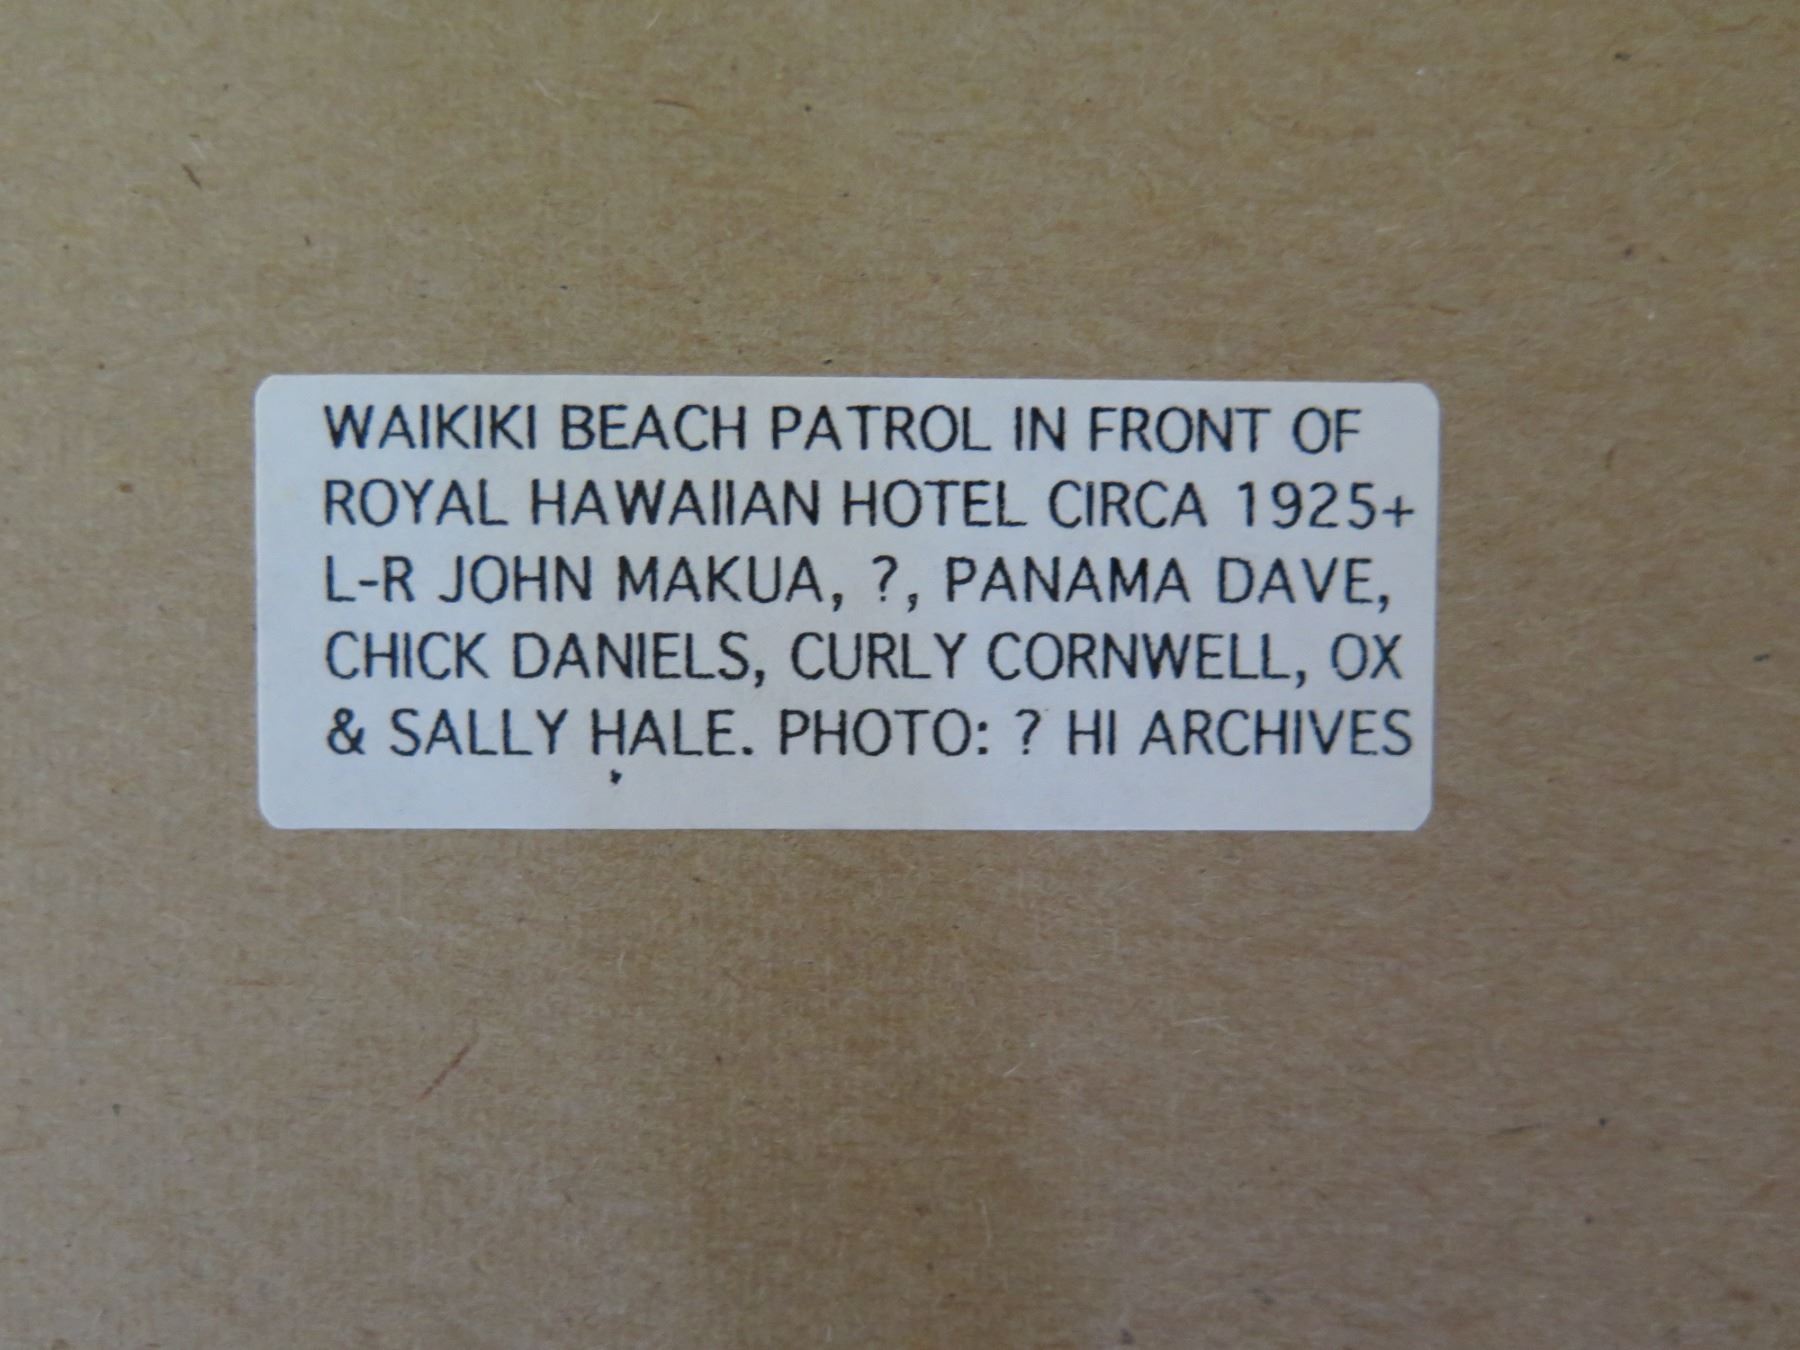 WAIKIKI BEACH PATROL IN FRONT OF
ROYAL HAWAIIAN HOTEL CIRCA 1925+
L-R JOHN MAKUA, ?, PANAMA DAVE,
CHICK DANIELS, CURLY CORNWELL, OX
& SALLY HALE. PHOTO: ? HI ARCHIVES